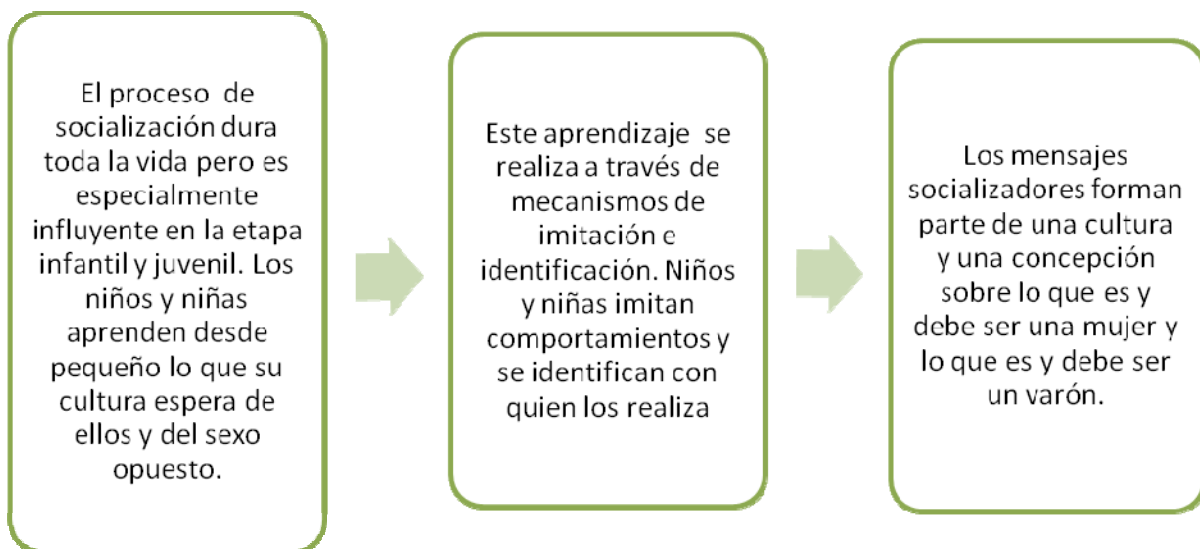 El proceso de
socialización dura
toda la vida pero es
especialmente
influyente en la etapa
infantil y juvenil. Los
niños y niñas
aprenden desde
pequeño lo que su
cultura espera de
ellos y del sexo
opuesto.
Este aprendizaje se
realiza a través de
mecanismos de
imitación e
identificación. Niños
y niñas imitan
comportamientos y
se identifican con
quien los realiza
Los mensajes
socializadores forman
parte de una cultura
y una concepción
sobre lo que es y
debe ser una mujer y
lo que es y debe ser
un varón.